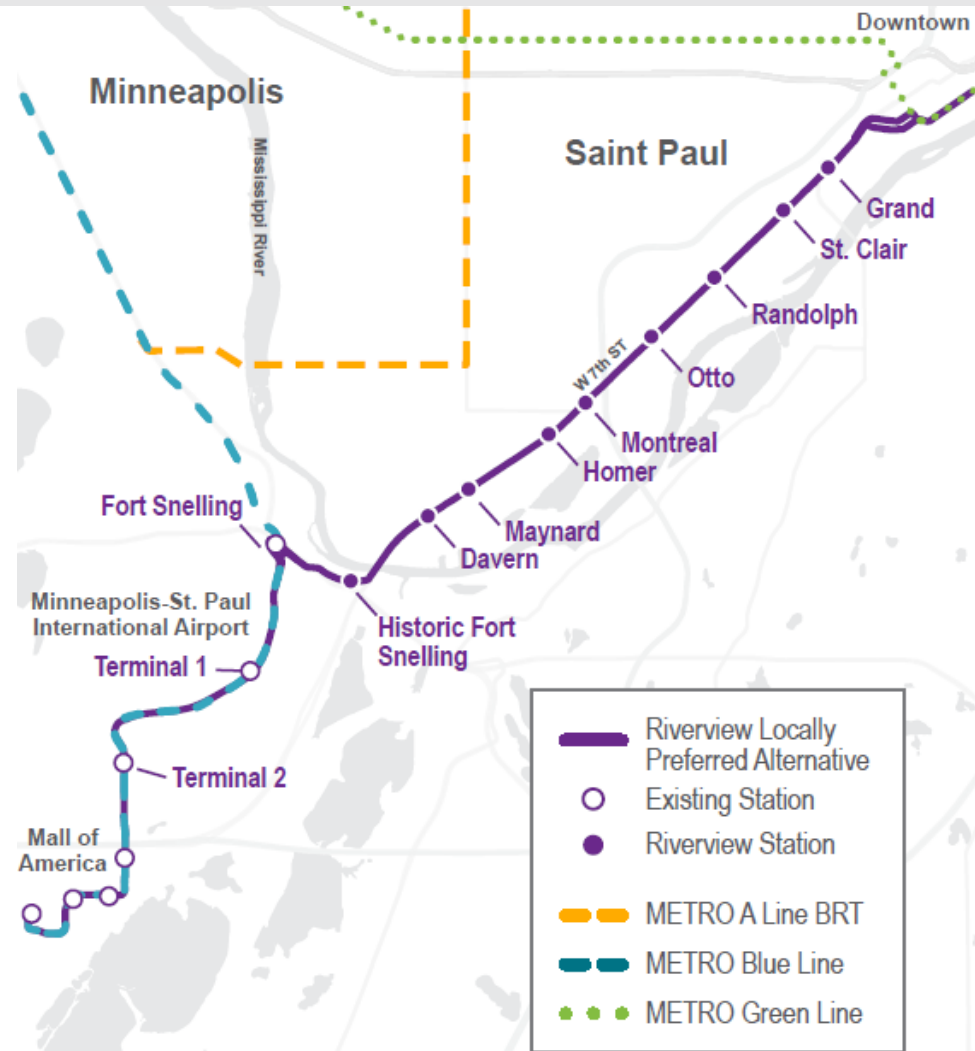 Downtown
Minneapolis
Mississippi River
Saint Paul
Grand
St. Clair
Randolph
W 7th ST
Otto
Montreal
Homer
Fort Snelling
Maynard
Davern
Minneapolis-St. Paul
International Airport
Historic Fort
Snelling
Terminal 1
Terminal 2
Mall of
America
Riverview Locally
Preferred Alternative
Existing Station
Riverview Station
METRO A Line BRT
METRO Blue Line
METRO Green Line